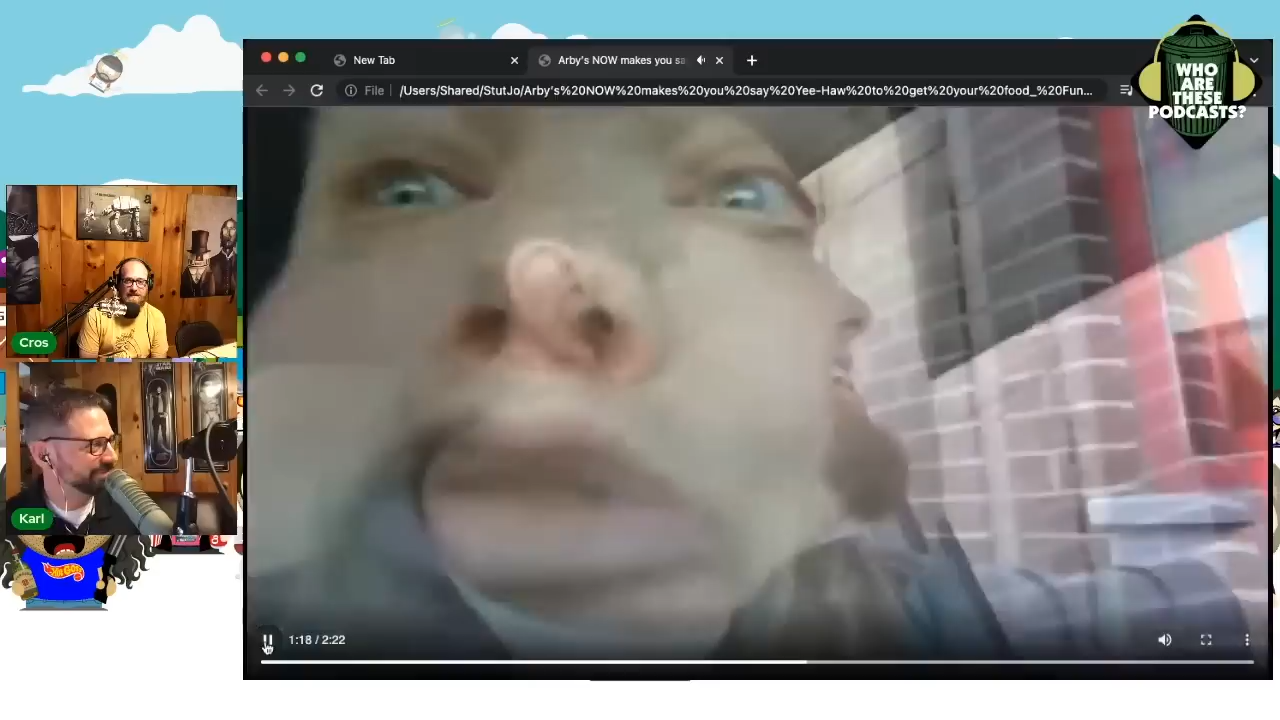 New Tab
Arby's NOW makes you sa
File
/Users/Shared/StutJo/Arby's%20NOW%20makes%20you%20say%20Yee-Haw%20to%20get%20your%20food_%20Fun...
WHO
ARE
THESE
PODCASTS?
Cros
Karl
1:18 / 2:22